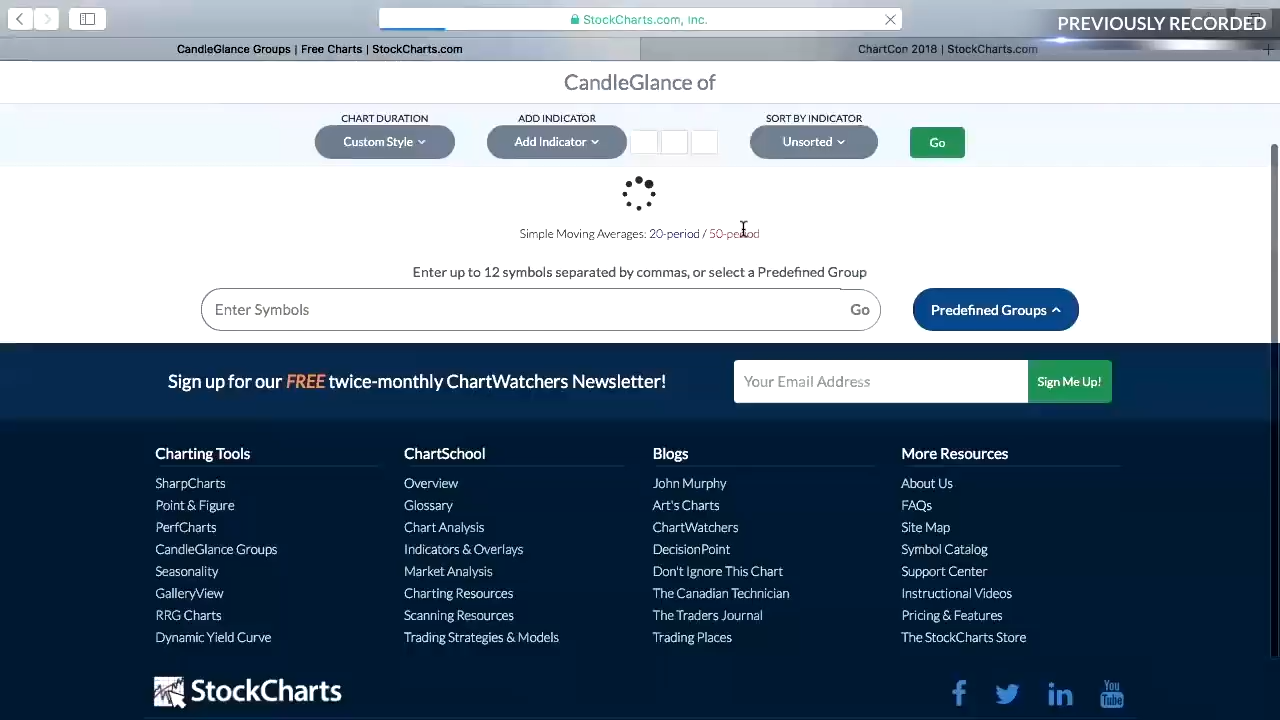 StockCharts.com, Inc.
PREVIOUSLY RECORDED
CandleGlance Groups | Free Charts | StockCharts.com
ChartCon 2018 | StockCharts.com
CandleGlance of
CHART DURATION
ADD INDICATOR
SORT BY INDICATOR
Custom Style
Add Indicator
Unsorted
Go
Simple Moving Averages: 20-period / 50-period
Enter up to 12 symbols separated by commas, or select a Predefined Group
Enter Symbols
Go
Predefined Groups
Sign up for our FREE twice-monthly ChartWatchers Newsletter!
Your Email Address
Sign Me Up!
Charting Tools
SharpCharts
Point & Figure
PerfCharts
CandleGlance Groups
Seasonality
GalleryView
RRG Charts
Dynamic Yield Curve
ChartSchool
Overview
Glossary
Chart Analysis
Indicators & Overlays
Market Analysis
Charting Resources
Scanning Resources
Trading Strategies & Models
Blogs
John Murphy
Art's Charts
ChartWatchers
DecisionPoint
Don't Ignore This Chart
The Canadian Technician
The Traders Journal
Trading Places
More Resources
About Us
FAQs
Site Map
Symbol Catalog
Support Center
Instructional Videos
Pricing & Features
The StockCharts Store
StockCharts
You
Tube